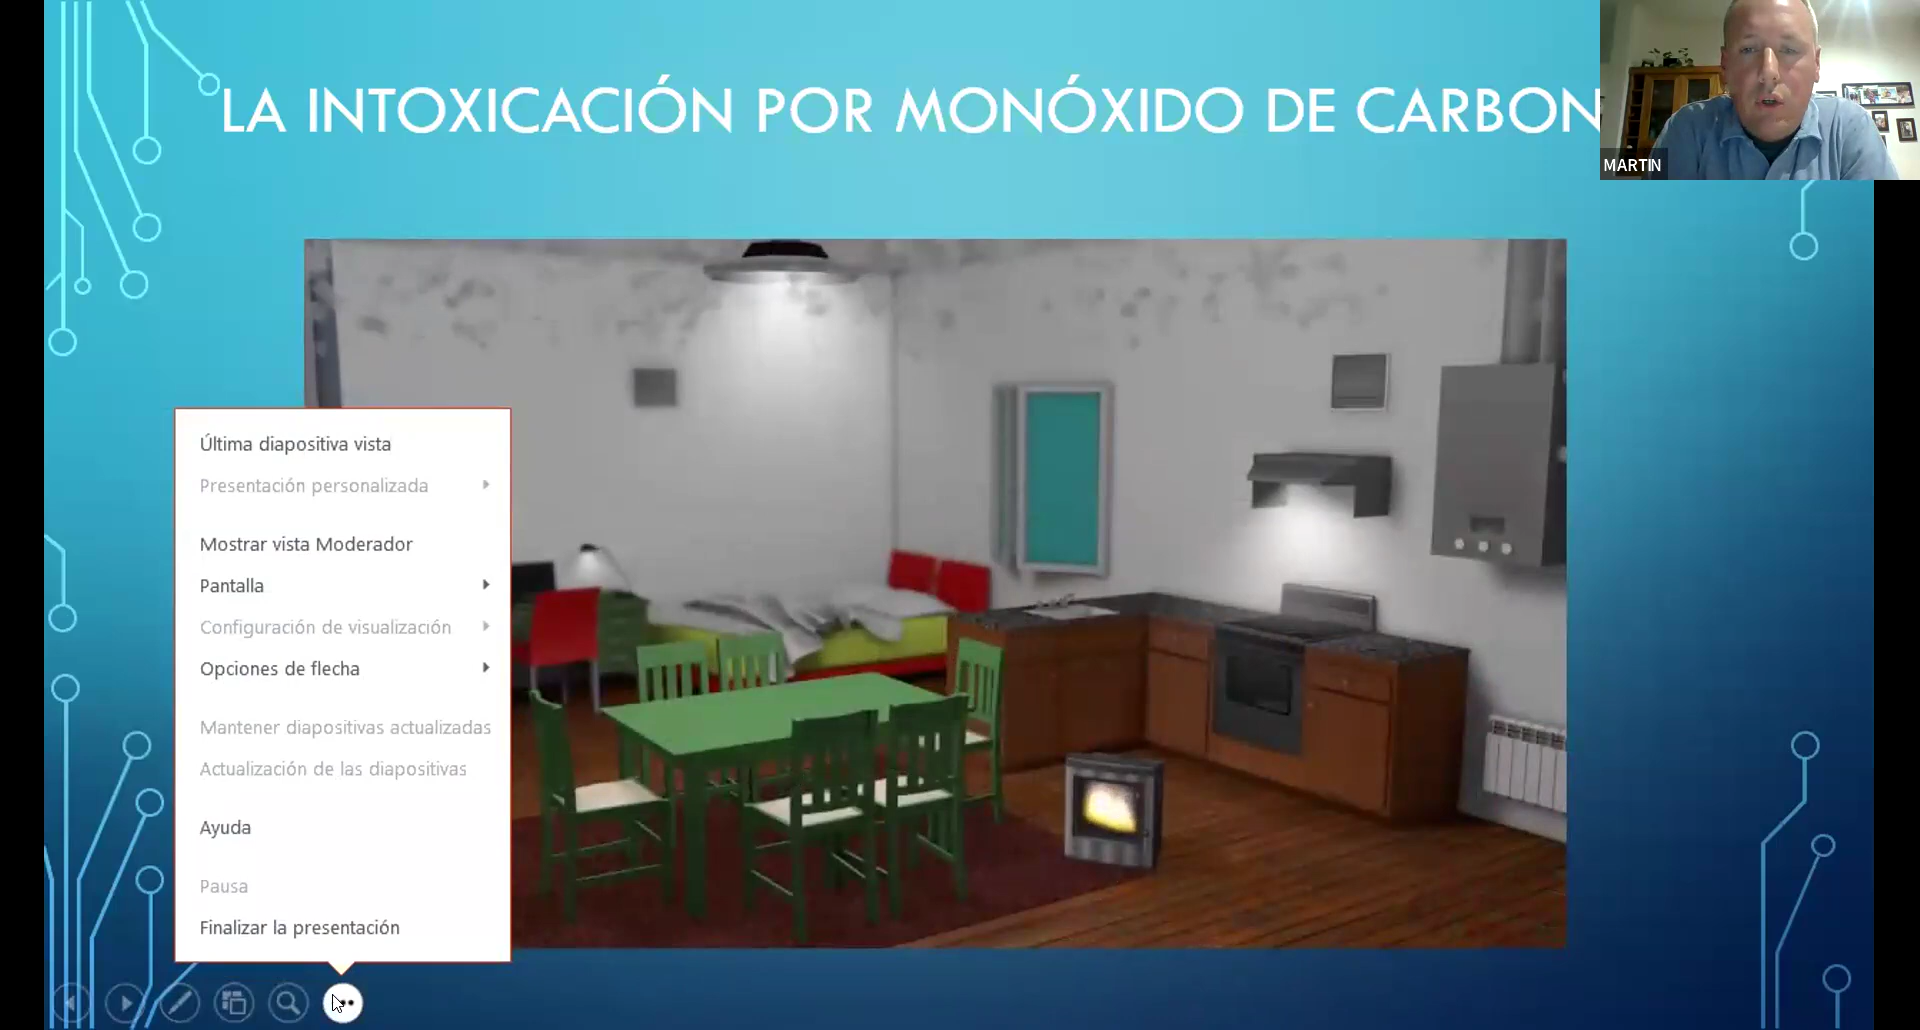 LA INTOXICACIÓN POR MONÓXIDO DE CARBON
MARTIN
Última diapositiva vista
Presentación personalizada
Mostrar vista Moderador
Pantalla
Configuración de visualización
Opciones de flecha
Mantener diapositivas actualizadas
Actualización de las diapositivas
Ayuda
Pausa
Finalizar la presentación